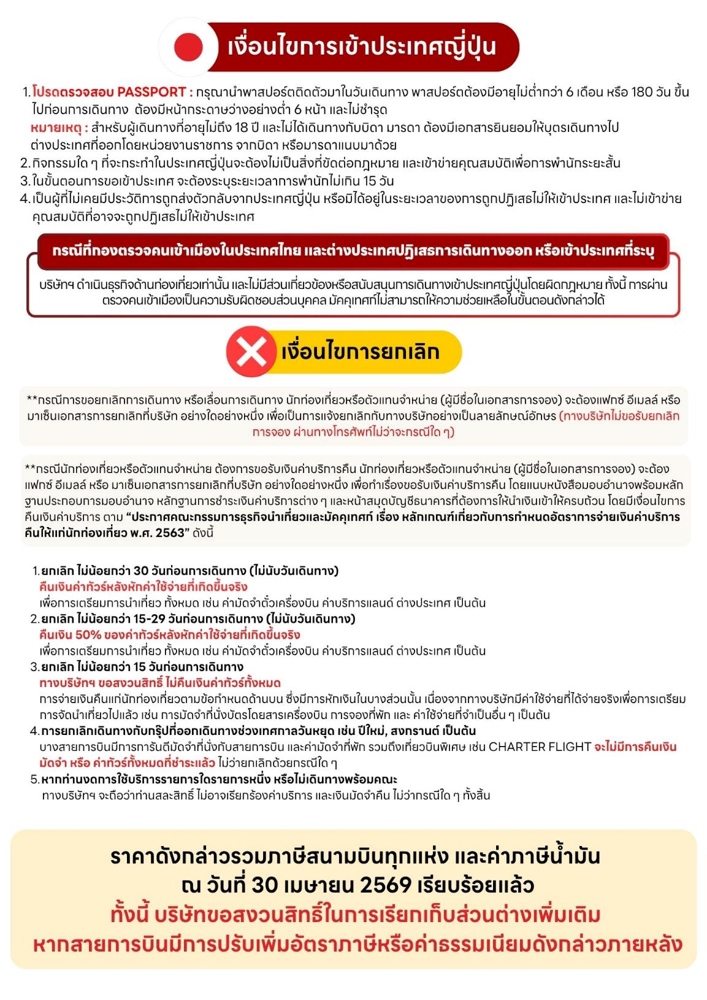 เงื่อนไขการเข้าประเทศญี่ปุ่น
1. โปรดตรวจสอบ PASSPORT : กรุณานำพาสปอร์ตติดตัวมาในวันเดินทาง พาสปอร์ตต้องมีอายุไม่ต่ำกว่า 6 เดือน หรือ 180 วัน ขึ้น
ไปก่อนการเดินทาง ต้องมีหน้ากระดาษว่างอย่างต่ำ 6 หน้า และไม่ชำรุด
หมายเหตุ : สำหรับผู้เดินทางที่อายุไม่ถึง 18 ปี และไม่ได้เดินทางกับบิดา มารดา ต้องมีเอกสารยินยอมให้บุตรเดินทางไป
ต่างประเทศที่ออกโดยหน่วยงานราชการ จากบิดา หรือมารดาแนบมาด้วย
2. กิจกรรมใด ๆ ที่จะกระทำในประเทศญี่ปุ่นจะต้องไม่เป็นสิ่งที่ขัดต่อกฎหมาย และเข้าข่ายคุณสมบัติเพื่อการพำนักระยะสั้น
3. ในขั้นตอนการขอเข้าประเทศ จะต้องระบุระยะเวลาการพำนักไม่เกิน 15 วัน
4. เป็นผู้ที่ไม่เคยมีประวัติการถูกส่งตัวกลับจากประเทศญี่ปุ่น หรือมิได้อยู่ในระยะเวลาของการถูกปฏิเสธไม่ให้เข้าประเทศ และไม่เข้าข่าย
คุณสมบัติที่อาจจะถูกปฏิเสธไม่ให้เข้าประเทศ
กรณีที่กองตรวจคนเข้าเมืองในประเทศไทย และต่างประเทศปฏิเสธการเดินทางออก หรือเข้าประเทศที่ระบุ
บริษัทฯ ดำเนินธุรกิจด้านท่องเที่ยวเท่านั้น และไม่มีส่วนเกี่ยวข้องหรือสนับสนุนการเดินทางเข้าประเทศญี่ปุ่นโดยผิดกฎหมาย ทั้งนี้ การผ่าน
ตรวจคนเข้าเมืองเป็นความรับผิดชอบส่วนบุคคล มัคคุเทศก์ไม่สามารถให้ความช่วยเหลือในขั้นตอนดังกล่าวได้
เงื่อนไขการยกเลิก
**กรณีการขอยกเลิกการเดินทาง หรือเลื่อนการเดินทาง นักท่องเที่ยวหรือตัวแทนจำหน่าย (ผู้มีชื่อในเอกสารการจอง) จะต้องแฟกซ์ อีเมลล์ หรือ
มาเซ็นเอกสารการยกเลิกที่บริษัท อย่างใดอย่างหนึ่ง เพื่อเป็นการแจ้งยกเลิกกับทางบริษัทอย่างเป็นลายลักษณ์อักษร (ทางบริษัทไม่ขอรับยกเลิก
การจอง ผ่านทางโทรศัพท์ไม่ว่าจะกรณีใด ๆ)
**กรณีนักท่องเที่ยวหรือตัวแทนจำหน่าย ต้องการขอรับเงินค่าบริการคืน นักท่องเที่ยวหรือตัวแทนจำหน่าย (ผู้มีชื่อในเอกสารการจอง) จะต้อง
แฟกซ์ อีเมลล์ หรือ มาเซ็นเอกสารการยกเลิกที่บริษัท อย่างใดอย่างหนึ่ง เพื่อทำเรื่องขอรับเงินค่าบริการคืน โดยแนบหนังสือมอบอำนาจพร้อมหลัก
ฐานประกอบการมอบอำนาจ หลักฐานการชำระเงินค่าบริการต่าง ๆ และหน้าสมุดบัญชีธนาคารที่ต้องการให้นำเงินเข้าให้ครบถ้วน โดยมีเงื่อนไขการ
คืนเงินค่าบริการ ตาม “ประกาศคณะกรรมการธุรกิจนำเที่ยวและมัคคุเทศก์ เรื่อง หลักเกณฑ์เกี่ยวกับการกำหนดอัตราการจ่ายเงินค่าบริการ
คืนให้แก่นักท่องเที่ยว พ.ศ. 2563” ดังนี้
1. ยกเลิก ไม่น้อยกว่า 30 วันก่อนการเดินทาง (ไม่นับวันเดินทาง)
คืนเงินค่าทัวร์หลังหักค่าใช้จ่ายที่เกิดขึ้นจริง
เพื่อการเตรียมการนำเที่ยว ทั้งหมด เช่น ค่ามัดจำตั๋วเครื่องบิน ค่าบริการแลนด์ ต่างประเทศ เป็นต้น
2. ยกเลิก ไม่น้อยกว่า 15-29 วันก่อนการเดินทาง (ไม่นับวันเดินทาง)
คืนเงิน 50% ของค่าทัวร์หลังหักค่าใช้จ่ายที่เกิดขึ้นจริง
เพื่อการเตรียมการนำเที่ยว ทั้งหมด เช่น ค่ามัดจำตั๋วเครื่องบิน ค่าบริการแลนด์ ต่างประเทศ เป็นต้น
3. ยกเลิก ไม่น้อยกว่า 15 วันก่อนการเดินทาง
ทางบริษัทฯ ขอสงวนสิทธิ์ ไม่คืนเงินค่าทัวร์ทั้งหมด
การจ่ายเงินคืนแก่นักท่องเที่ยวตามข้อกำหนดด้านบน ซึ่งมีการหักเงินในบางส่วนนั้น เนื่องจากทางบริษัทมีค่าใช้จ่ายที่ได้จ่ายจริงเพื่อการเตรียม
การจัดนำเที่ยวไปแล้ว เช่น การมัดจำที่นั่งบัตรโดยสารเครื่องบิน การจองที่พัก และ ค่าใช้จ่ายที่จำเป็นอื่น ๆ เป็นต้น
4. การยกเลิกเดินทางกับกรุ๊ปที่ออกเดินทางช่วงเทศกาลวันหยุด เช่น ปีใหม่, สงกรานต์ เป็นต้น
บางสายการบินมีการการันตีมัดจำที่นั่งกับสายการบิน และค่ามัดจำที่พัก รวมถึงเที่ยวบินพิเศษ เช่น CHARTER FLIGHT จะไม่มีการคืนเงิน
มัดจำ หรือ ค่าทัวร์ทั้งหมดที่ชำระแล้ว ไม่ว่ายกเลิกด้วยกรณีใด ๆ
5. หากท่านงดการใช้บริการรายการใดรายการหนึ่ง หรือไม่เดินทางพร้อมคณะ
ทางบริษัทฯ จะถือว่าท่านสละสิทธิ์ ไม่อาจเรียกร้องค่าบริการ และเงินมัดจำคืน ไม่ว่ากรณีใด ๆ ทั้งสิ้น
ราคาดังกล่าวรวมภาษีสนามบินทุกแห่ง และค่าภาษีน้ำมัน
ณ วันที่ 30 เมษายน 2569 เรียบร้อยแล้ว
ทั้งนี้ บริษัทขอสงวนสิทธิ์ในการเรียกเก็บส่วนต่างเพิ่มเติม
หากสายการบินมีการปรับเพิ่มอัตราภาษีหรือค่าธรรมเนียมดังกล่าวภายหลัง